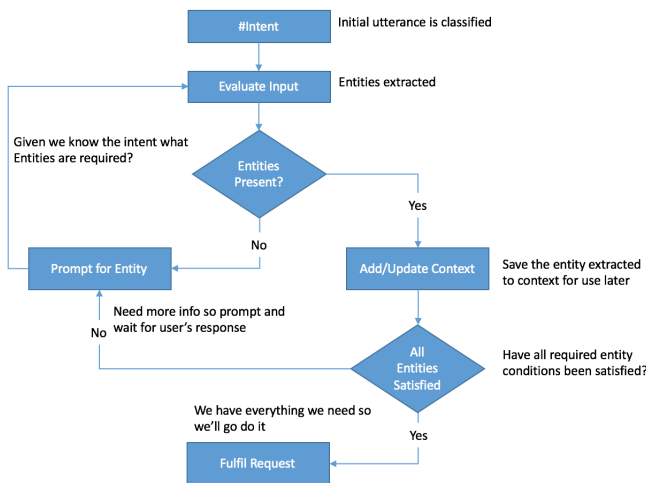 #Intent
Initial utterance is classified
Evaluate Input
Entities extracted
Given we know the intent what
Entities are required?
Entities
Present?
Yes
No
Prompt for Entity
Add/Update Context
Save the entity extracted
to context for use later
Need more info so prompt and
wait for user's response
No
All
Entities
Satisfied
Have all required entity
conditions been satisfied?
We have everything we need so
we'll go do it
Yes
Fulfil Request